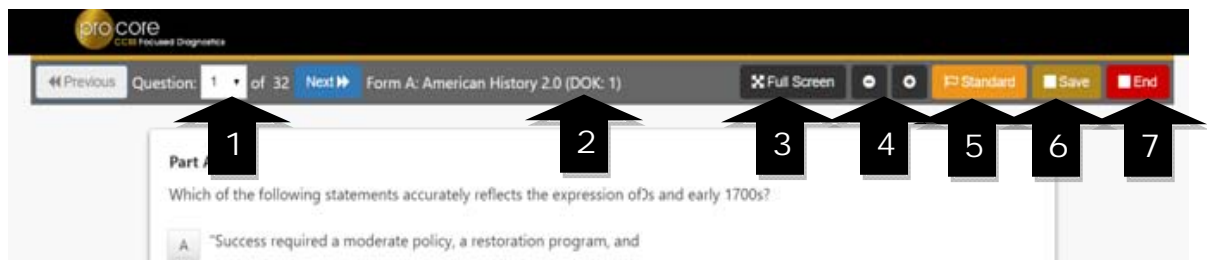 pro core
CCSS Focused Diagnostics
Previous Question: 1 of 32 Next Form A: American History 2.0 (DOK: 1) Full Screen Standard Save End
1 2 3 4 5 6 7
Part A
Which of the following statements accurately reflects the expression ofJs and early 1700s?
A "Success required a moderate policy, a restoration program, and